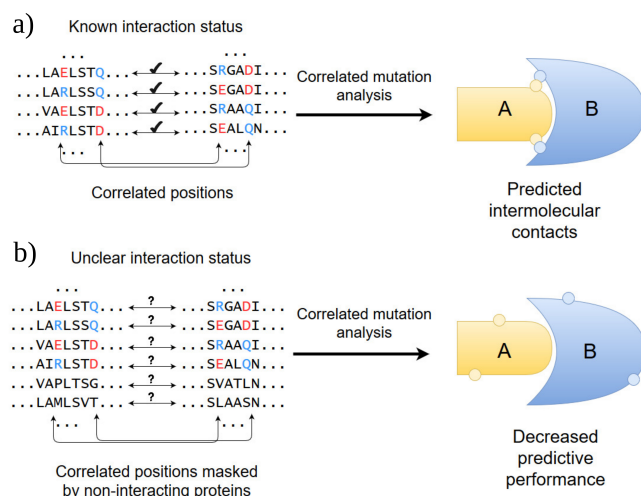 a)
Known interaction status
... ...
...LAELSTQ... ✓ ...SRGADI...
...LARLSSQ... ✓ ...SEGADI...
...VAELSTD... ✓ ...SRAAQI...
...AIRLSTD... ✓ ...SEALQN...
... ...
Correlated positions
Correlated mutation
analysis
A B
Predicted
intermolecular
contacts
b)
Unclear interaction status
... ...
...LAELSTQ... ? ...SRGADI...
...LARLSSQ... ? ...SEGADI...
...VAELSTD... ? ...SRAAQI...
...AIRLSTD... ? ...SEALQN...
...VAPLTSG... ? ...SVATLN...
...LAMLSVT... ? ...SLAASN...
... ...
Correlated positions masked
by non-interacting proteins
Correlated mutation
analysis
A B
Decreased
predictive
performance